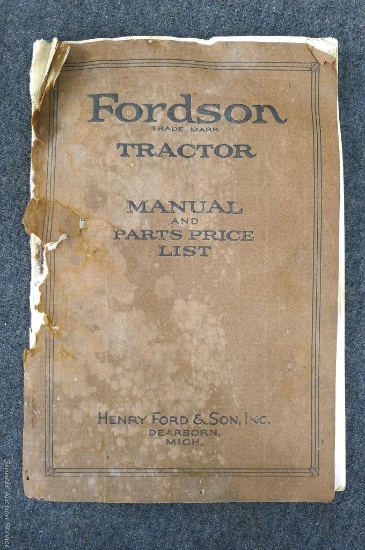 Fordson
TRADE MARK
TRACTOR
MANUAL
AND
PARTS PRICE
LIST
HENRY FORD & SON, INC.
DEARBORN,
MICH.